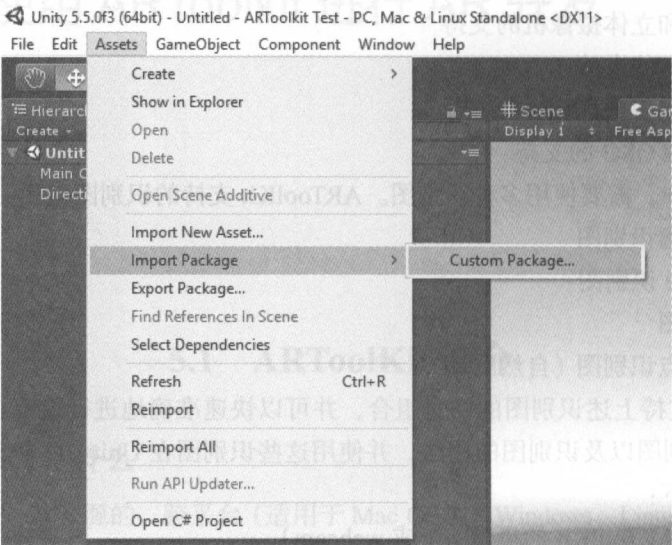 Unity 5.5.0f3 (64bit) - Untitled - ARToolkit Test - PC, Mac & Linux Standalone <DX11>
File Edit Assets GameObject Component Window Help
Create >
Show in Explorer
Open
Delete
Open Scene Additive
Import New Asset...
Import Package >
Custom Package...
Export Package...
Find References In Scene
Select Dependencies
Refresh Ctrl+R
Reimport
Reimport All
Run API Updater...
Open C# Project
Hierarc
Create
Untit
Main C
Directi
# Scene
Gar
Display 1
Free Asp